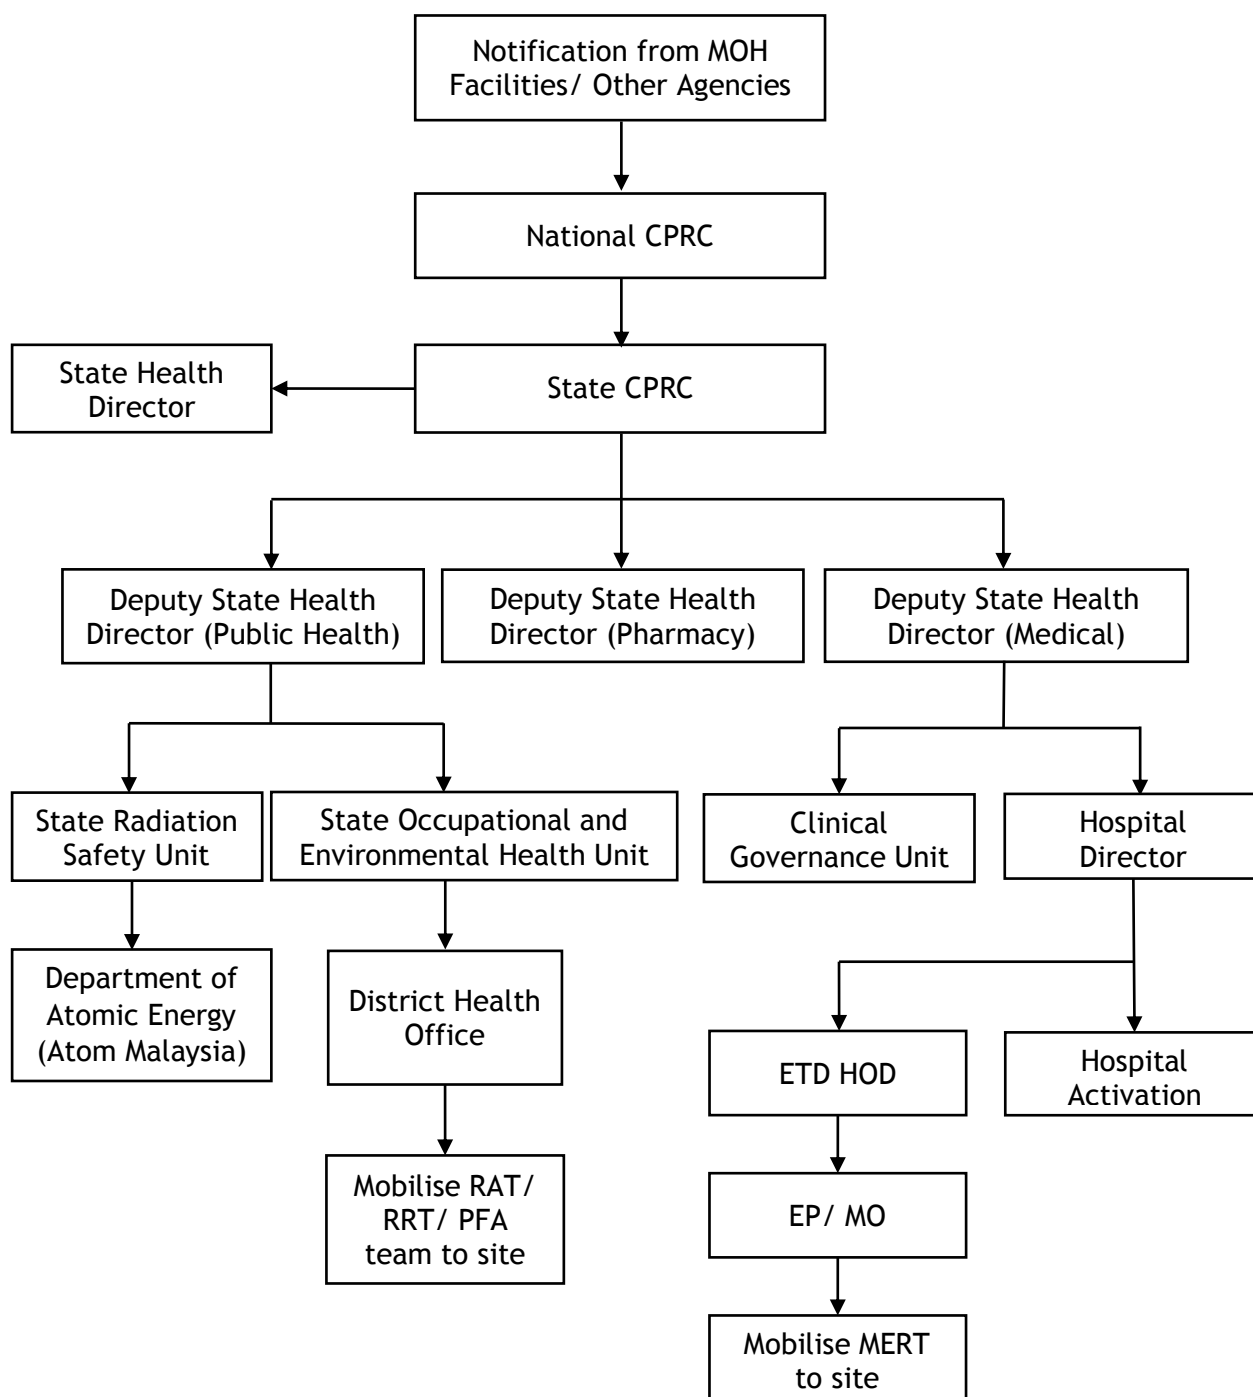 Notification from MOH
Facilities/ Other Agencies
National CPRC
State Health
Director
State CPRC
Deputy State Health
Director (Public Health)
Deputy State Health
Director (Pharmacy)
Deputy State Health
Director (Medical)
State Radiation
Safety Unit
State Occupational and
Environmental Health Unit
Clinical
Governance Unit
Hospital
Director
Department of
Atomic Energy
(Atom Malaysia)
District Health
Office
ETD HOD
Hospital
Activation
Mobilise RAT/
RRT/ PFA
team to site
EP/ MO
Mobilise MERT
to site